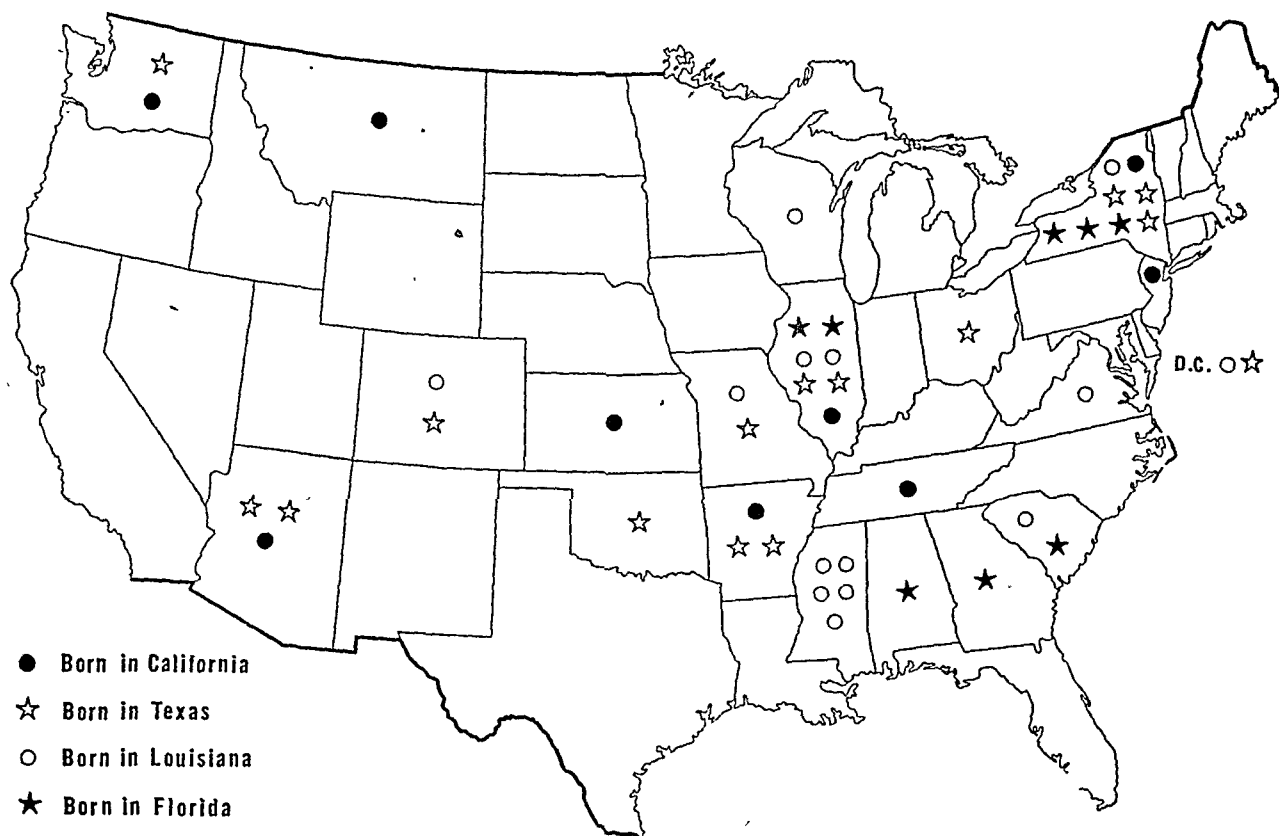 D.C.
Born in California
Born in Texas
Born in Louisiana
Born in Florida